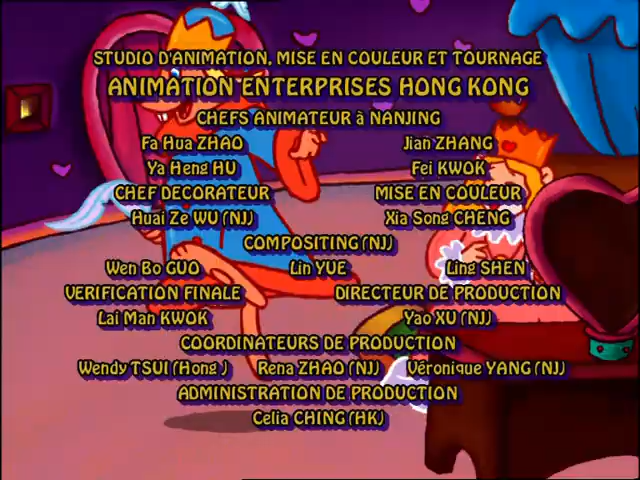 STUDIO D'ANIMATION, MISE EN COULEUR ET TOURNAGE
ANIMATION ENTERPRISES HONG KONG
CHEFS ANIMATEUR à NANJING
Fa Hua ZHAO Jian ZHANG
Ya Heng HU Fei KWOK
CHEF DECORATEUR MISE EN COULEUR
Huai Ze WU (NJ) Xia Song CHENG
COMPOSITING (NJ)
Wen Bo GUO Lin YUE Ling SHEN
VERIFICATION FINALE DIRECTEUR DE PRODUCTION
Lai Man KWOK Yao XU (NJ)
COORDINATEURS DE PRODUCTION
Wendy TSUI (Hong ) Rena ZHAO (NJ) Véronique YANG (NJ)
ADMINISTRATION DE PRODUCTION
Celia CHING (HK)